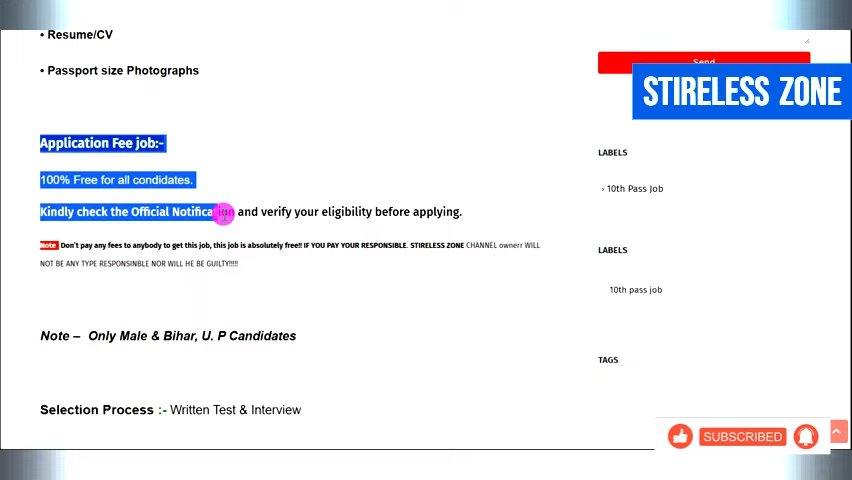 • Resume/CV
• Passport size Photographs
Send
STIRELESS ZONE
Application Fee job:-
100% Free for all condidates.
Kindly check the Official Notification and verify your eligibility before applying.
Note Don't pay any fees to anybody to get this job, this job is absolutely free!! IF YOU PAY YOUR RESPONSIBLE. STIRELESS ZONE CHANNEL ownerr WILL
NOT BE ANY TYPE RESPONSINBLE NOR WILL HE BE GUILTY!!!!!
Note – Only Male & Bihar, U. P Candidates
Selection Process :- Written Test & Interview
LABELS
› 10th Pass Job
LABELS
10th pass job
TAGS
SUBSCRIBED